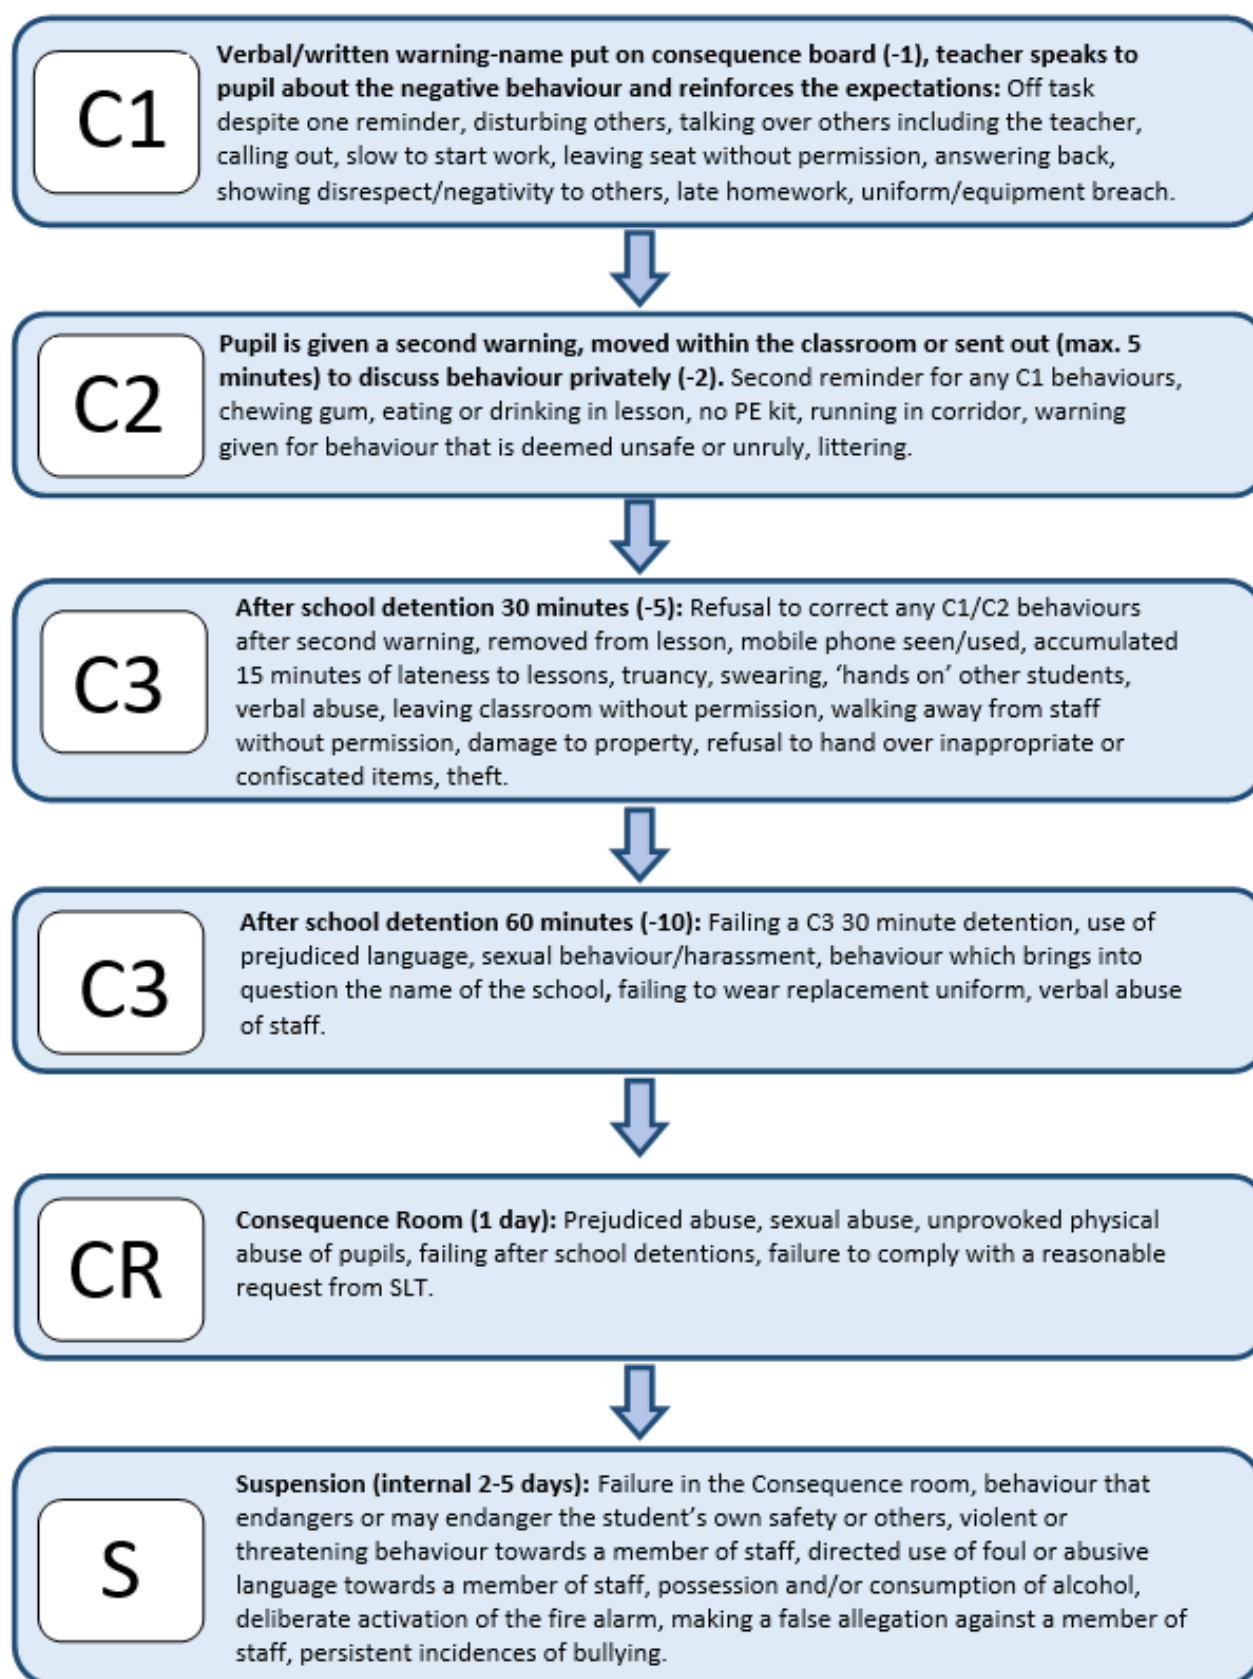 C1
Verbal/written warning-name put on consequence board (-1), teacher speaks to
pupil about the negative behaviour and reinforces the expectations: Off task
despite one reminder, disturbing others, talking over others including the teacher,
calling out, slow to start work, leaving seat without permission, answering back,
showing disrespect/negativity to others, late homework, uniform/equipment breach.
C2
Pupil is given a second warning, moved within the classroom or sent out (max. 5
minutes) to discuss behaviour privately (-2). Second reminder for any C1 behaviours,
chewing gum, eating or drinking in lesson, no PE kit, running in corridor, warning
given for behaviour that is deemed unsafe or unruly, littering.
C3
After school detention 30 minutes (-5): Refusal to correct any C1/C2 behaviours
after second warning, removed from lesson, mobile phone seen/used, accumulated
15 minutes of lateness to lessons, truancy, swearing, ‘hands on’ other students,
verbal abuse, leaving classroom without permission, walking away from staff
without permission, damage to property, refusal to hand over inappropriate or
confiscated items, theft.
C3
After school detention 60 minutes (-10): Failing a C3 30 minute detention, use of
prejudiced language, sexual behaviour/harassment, behaviour which brings into
question the name of the school, failing to wear replacement uniform, verbal abuse
of staff.
CR
Consequence Room (1 day): Prejudiced abuse, sexual abuse, unprovoked physical
abuse of pupils, failing after school detentions, failure to comply with a reasonable
request from SLT.
S
Suspension (internal 2-5 days): Failure in the Consequence room, behaviour that
endangers or may endanger the student’s own safety or others, violent or
threatening behaviour towards a member of staff, directed use of foul or abusive
language towards a member of staff, possession and/or consumption of alcohol,
deliberate activation of the fire alarm, making a false allegation against a member of
staff, persistent incidences of bullying.